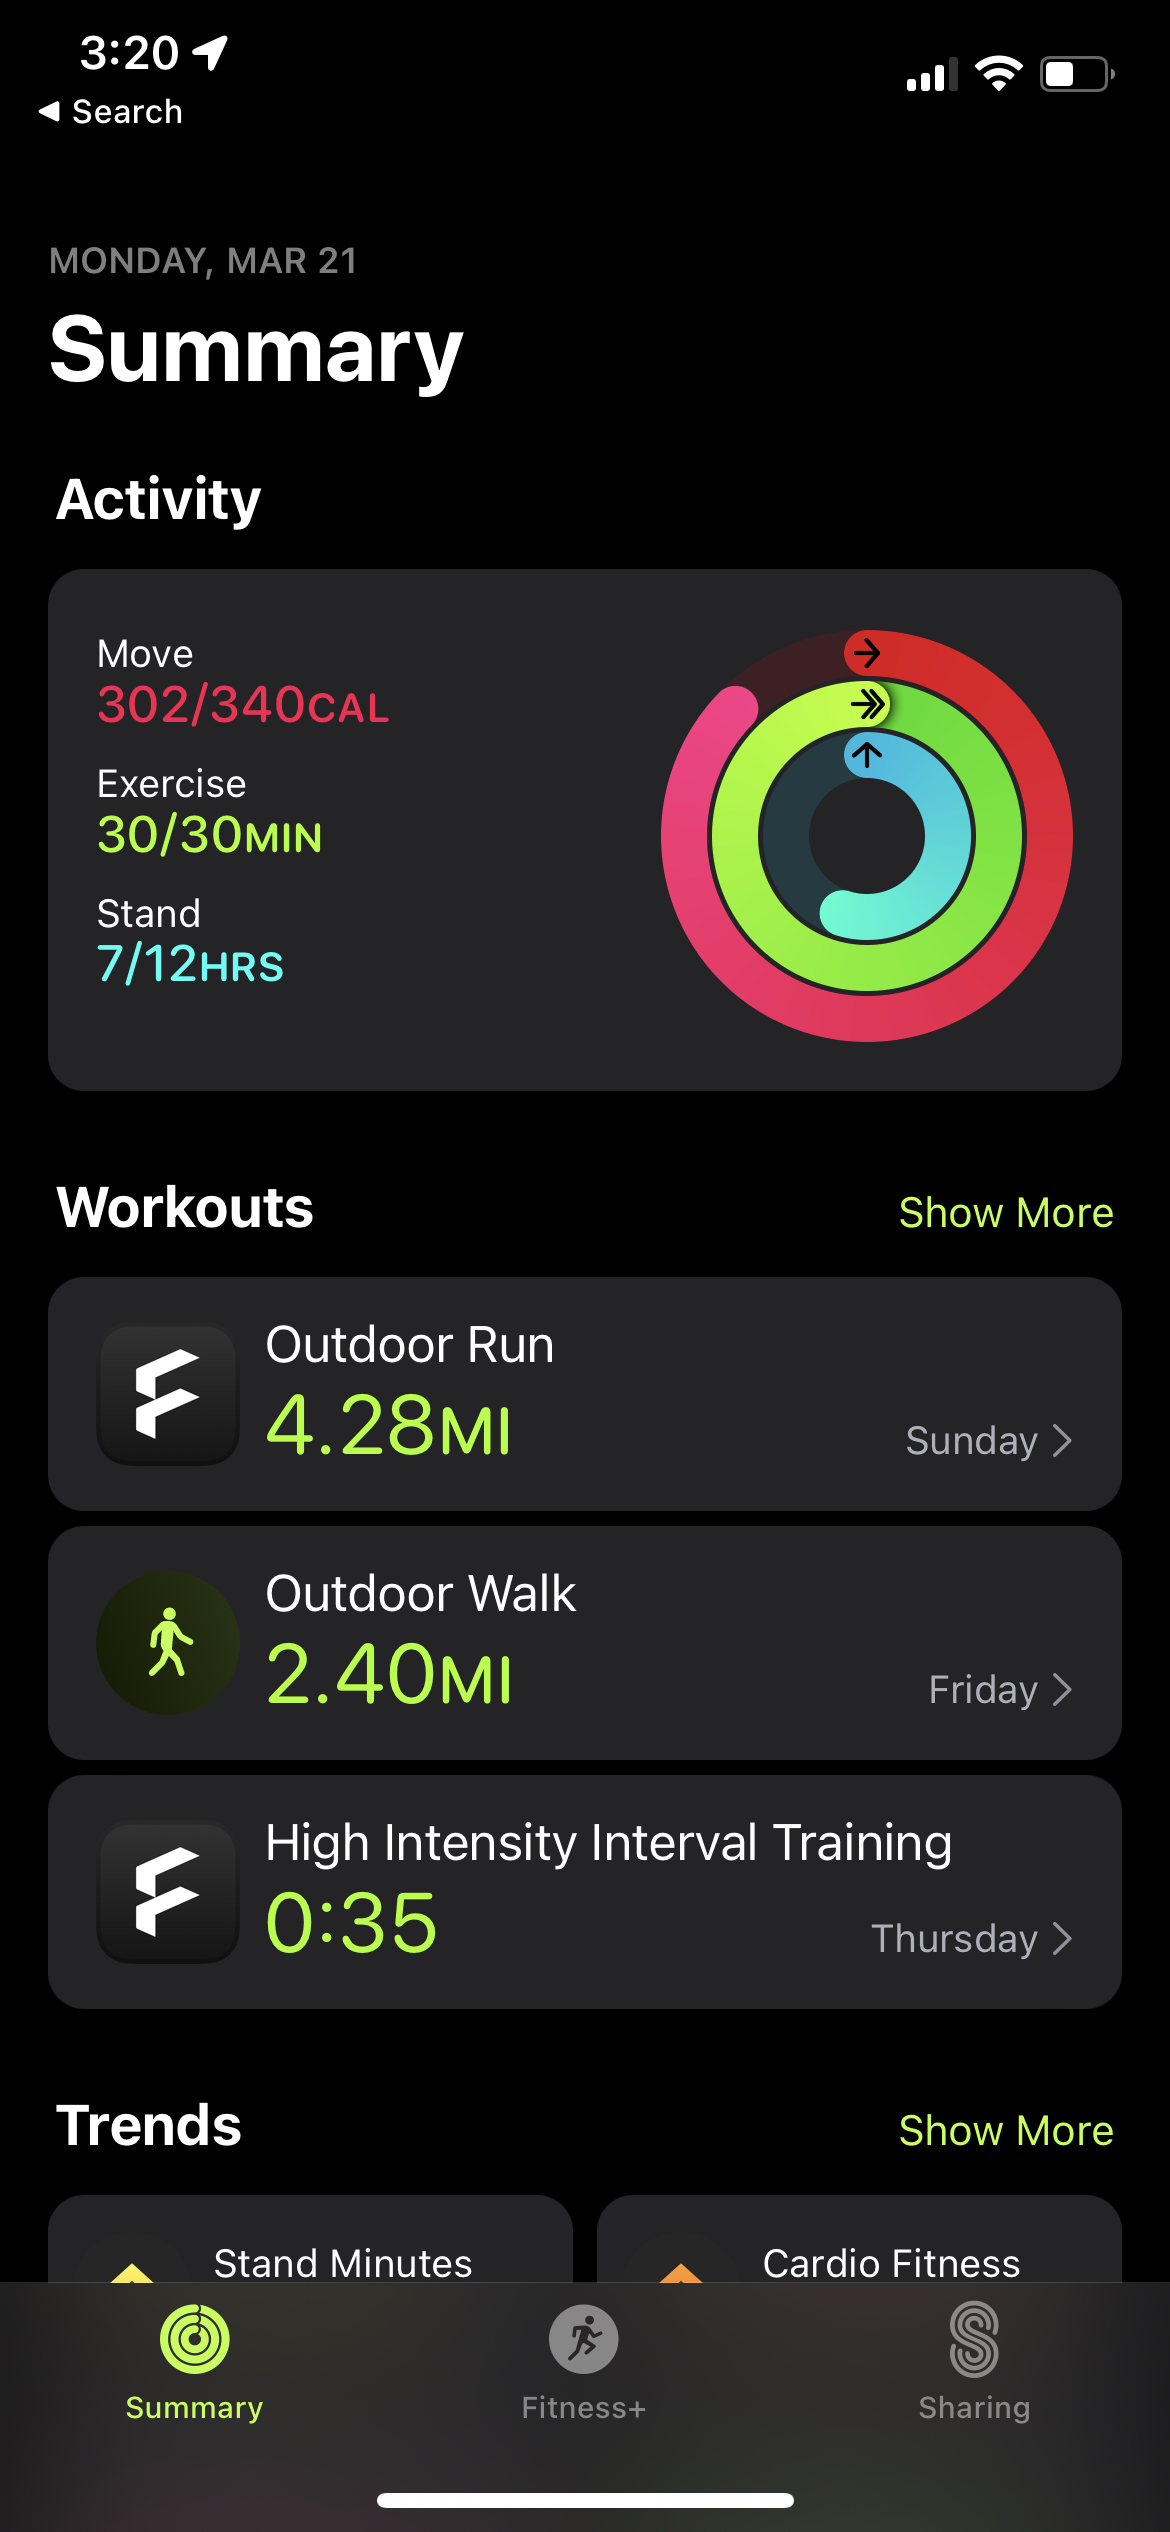 3:20
Search
MONDAY, MAR 21
Summary
Activity
Move
302/340CAL
Exercise
30/30MIN
Stand
7/12HRS
Workouts
Show More
Outdoor Run
4.28MI
Sunday
Outdoor Walk
2.40MI
Friday
High Intensity Interval Training
0:35
Thursday
Trends
Show More
Stand Minutes
Cardio Fitness
Summary
Fitness+
Sharing